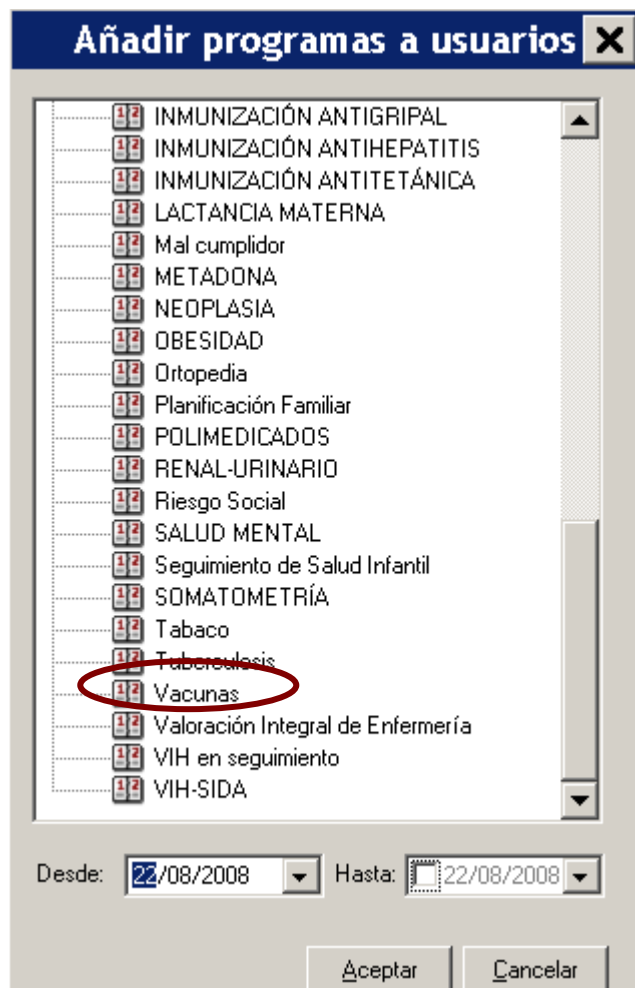 Añadir programas a usuarios
INMUNIZACIÓN ANTIGRIPAL
INMUNIZACIÓN ANTIHEPATITIS
INMUNIZACIÓN ANTITETÁNICA
LACTANCIA MATERNA
Mal cumplidor
METADONA
NEOPLASIA
OBESIDAD
Ortopedia
Planificación Familiar
POLIMEDICADOS
RENAL-URINARIO
Riesgo Social
SALUD MENTAL
Seguimiento de Salud Infantil
SOMATOMETRÍA
Tabaco
Tuberculosis
Vacunas
Valoración Integral de Enfermería
VIH en seguimiento
VIH-SIDA
Desde: 22/08/2008 Hasta: 22/08/2008
Aceptar Cancelar